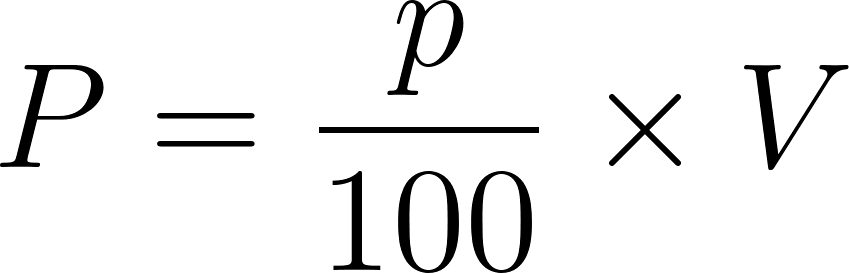 P = p/100 × V